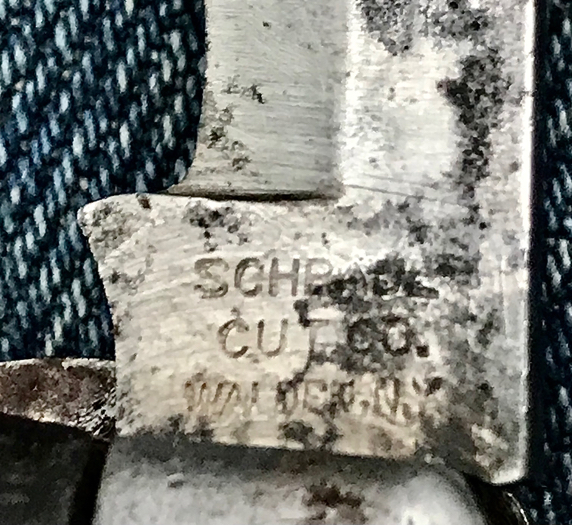 SCHRADE
CUT. CO.
WALDEN, N.Y.